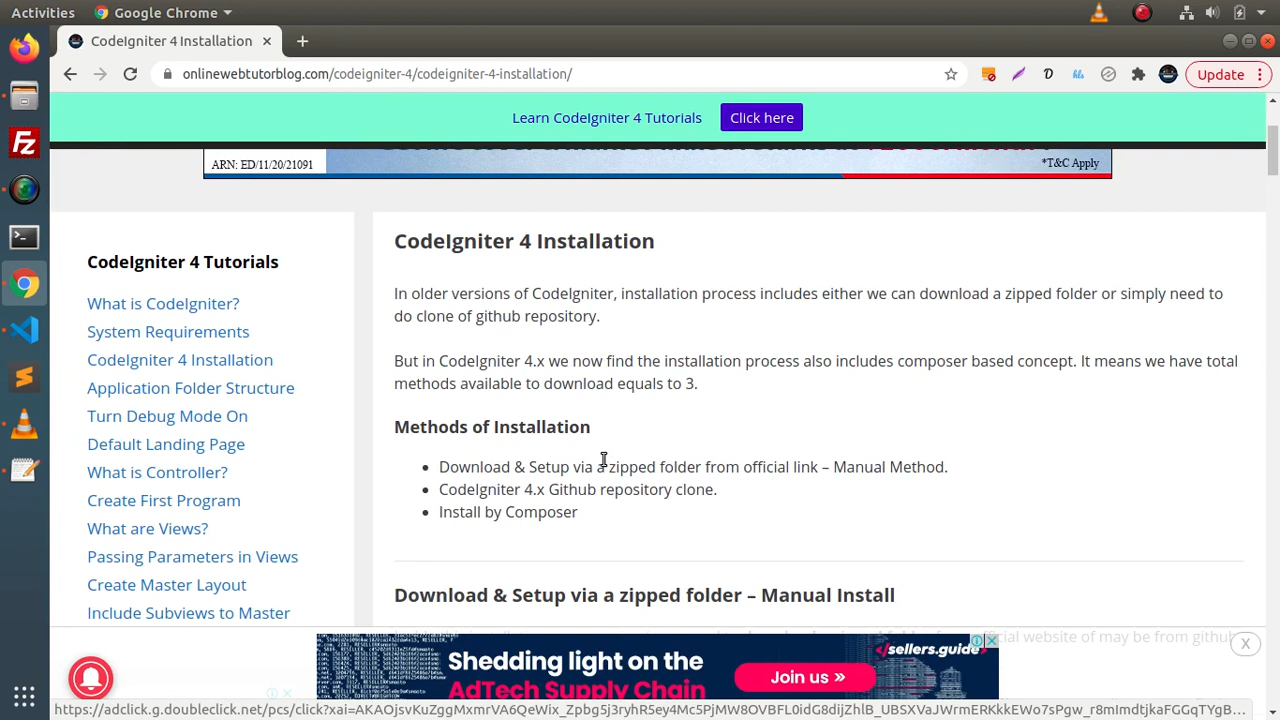 Activities
Google Chrome
CodeIgniter 4 Installation
onlinewebtutorblog.com/codeigniter-4/codeigniter-4-installation/
Update
Learn CodeIgniter 4 Tutorials
Click here
ARN: ED/11/20/21091
*T&C Apply
CodeIgniter 4 Tutorials
What is CodeIgniter?
System Requirements
CodeIgniter 4 Installation
Application Folder Structure
Turn Debug Mode On
Default Landing Page
What is Controller?
Create First Program
What are Views?
Passing Parameters in Views
Create Master Layout
Include Subviews to Master
CodeIgniter 4 Installation
In older versions of CodeIgniter, installation process includes either we can download a zipped folder or simply need to
do clone of github repository.
But in CodeIgniter 4.x we now find the installation process also includes composer based concept. It means we have total
methods available to download equals to 3.
Methods of Installation
Download & Setup via a zipped folder from official link – Manual Method.
CodeIgniter 4.x Github repository clone.
Install by Composer
Download & Setup via a zipped folder – Manual Install
website of may be from github
Shedding light on the
AdTech Supply Chain
Join us »
/sellers.guide
X